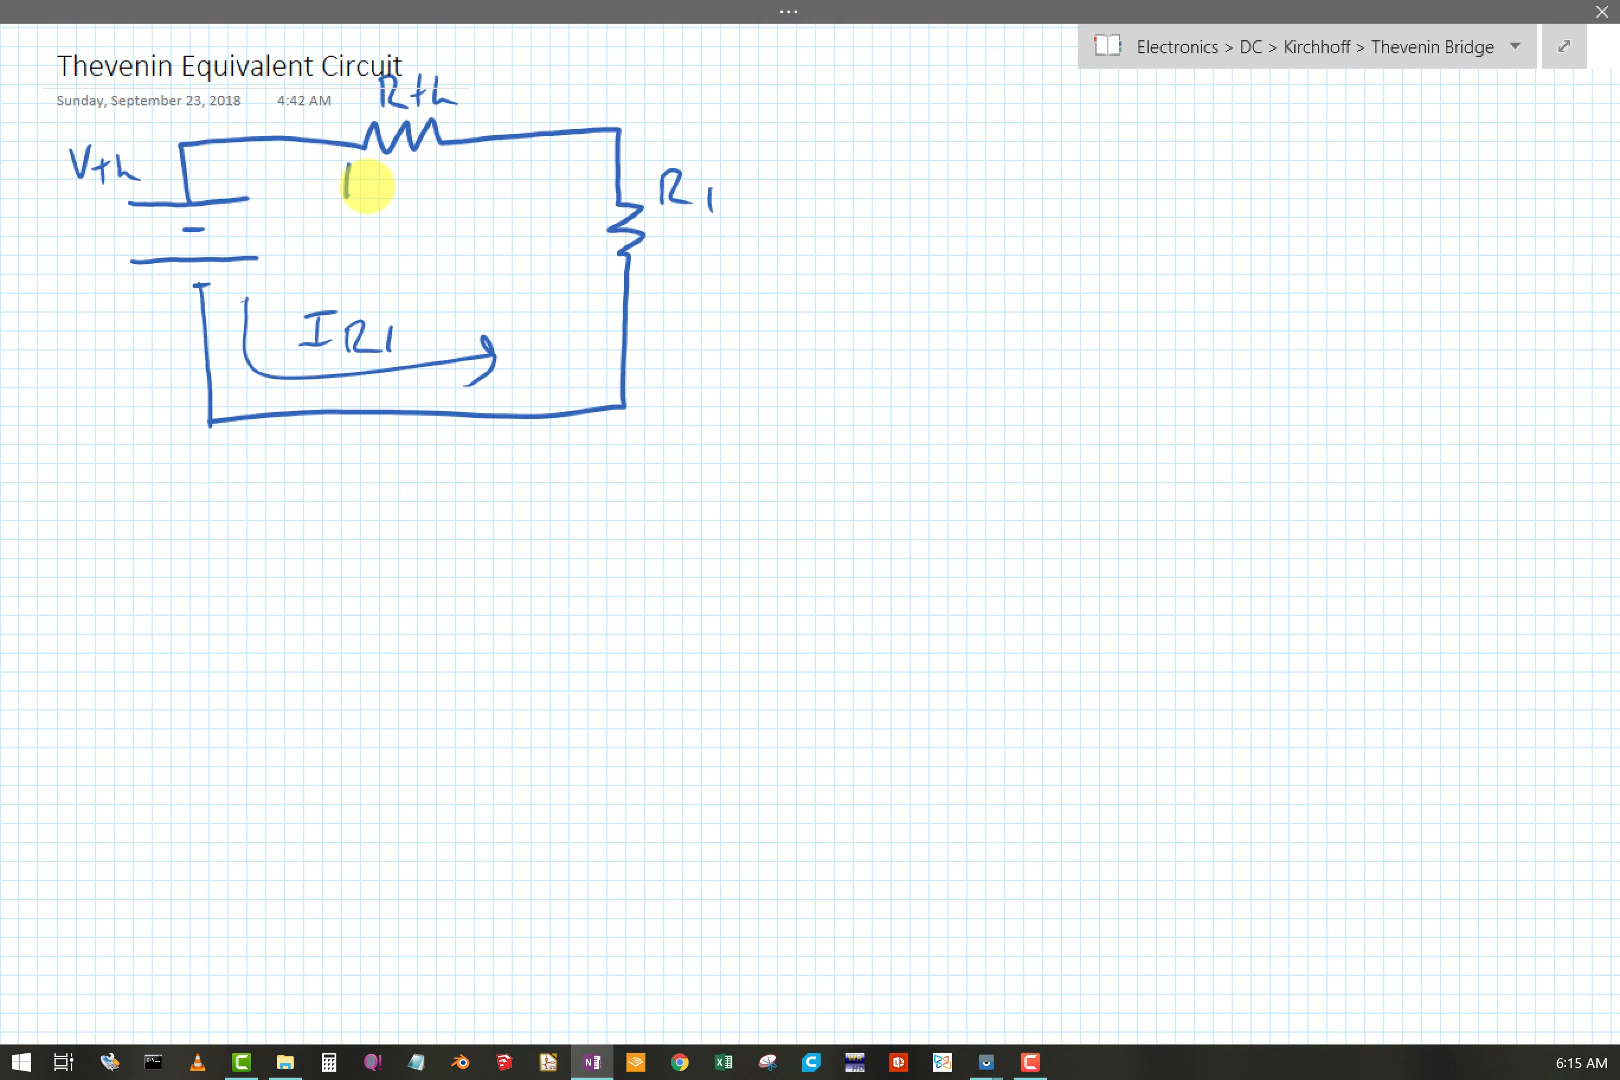 Electronics > DC > Kirchhoff > Thevenin Bridge
Thevenin Equivalent Circuit
Sunday, September 23, 2018 4:42 AM
Rth
Vth
R1
IR1
6:15 AM